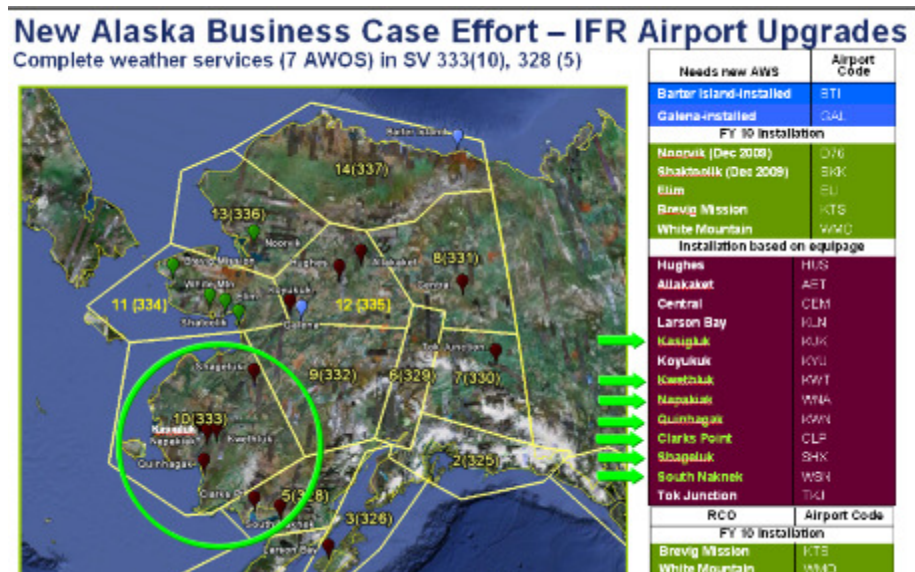 New Alaska Business Case Effort – IFR Airport Upgrades
Complete weather services (7 AWOS) in SV 333(10), 328 (5)
Barter Island
14(337)
13(336)
Noorvik
Brevig Mission
Hughes
Allakaket
8(331)
White Mtn
Elim
Koyukuk
Central
11 (334)
12 (335)
Shatoolik
Galena
Tok Junction
Shageluk
9(332)
6(329)
7(330)
10(333)
Kasigluk
Napakiak
Kwethluk
Quinhagak
2(325)
Clarks P
5(328)
South Naknek
3(326)
Larson Bay
Needs new AWS
Airport Code
Barter Island-installed BTI
Galena-installed GAL
FY 10 Installation
Noorvik (Dec 2009) D76
Shaktoolik (Dec 2009) SKK
Elim ELI
Brevig Mission KTS
White Mountain WMO
Installation based on equipage
Hughes HUS
Allakaket AET
Central CEM
Larson Bay KLN
Kasigluk KUK
Koyukuk KYU
Kwethluk KWT
Napakiak WNA
Quinhagak KWN
Clarks Point CLP
Shageluk SHX
South Naknek WSN
Tok Junction TKJ
RCO Airport Code
FY 10 Installation
Brevig Mission KTS
White Mountain WMO